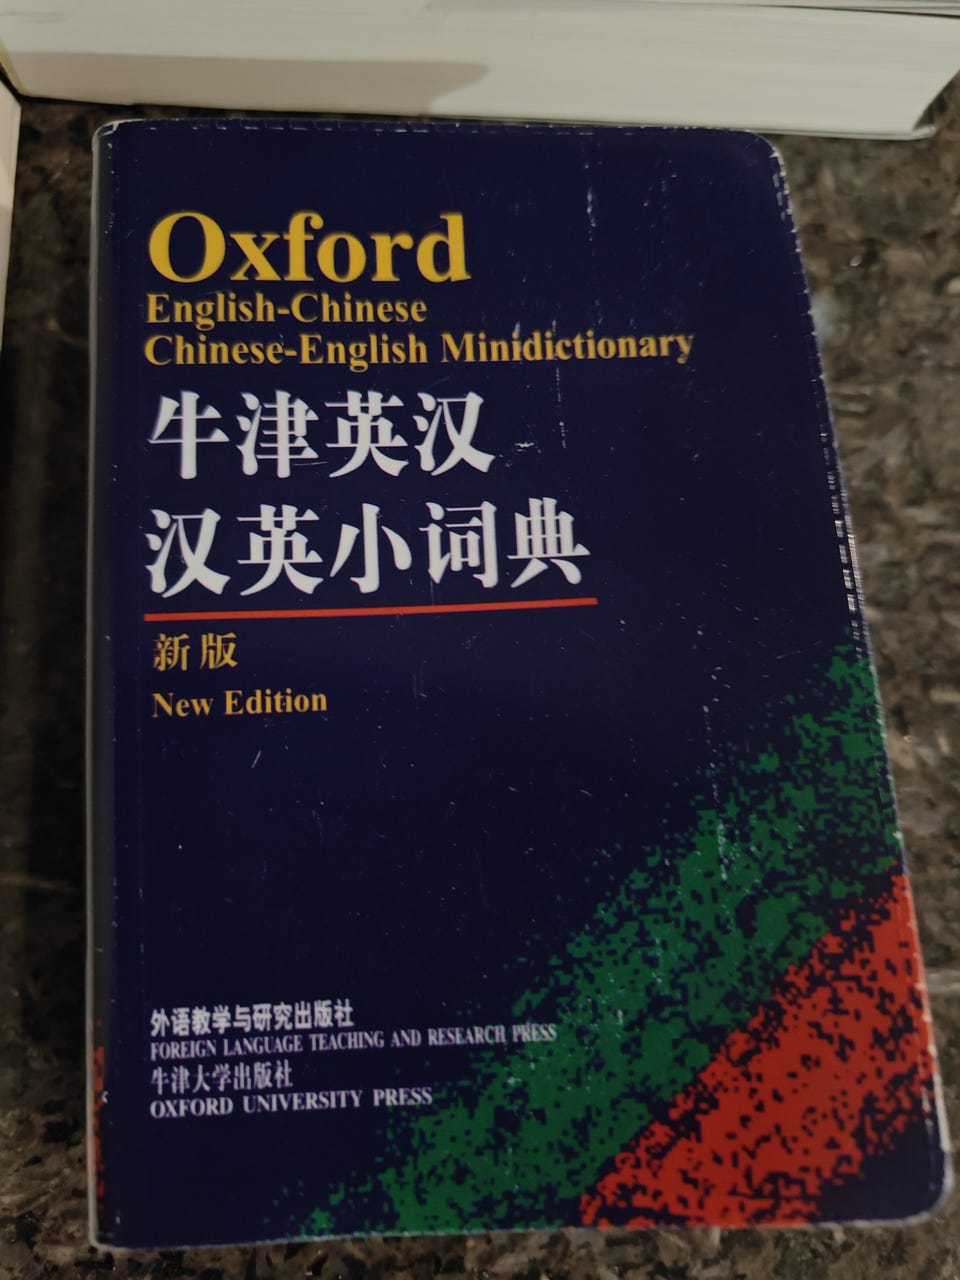 Oxford
English-Chinese
Chinese-English Minidictionary
牛津英汉
汉英小词典
新版
New Edition
外语教学与研究出版社
FOREIGN LANGUAGE TEACHING AND RESEARCH PRESS
牛津大学出版社
OXFORD UNIVERSITY PRESS